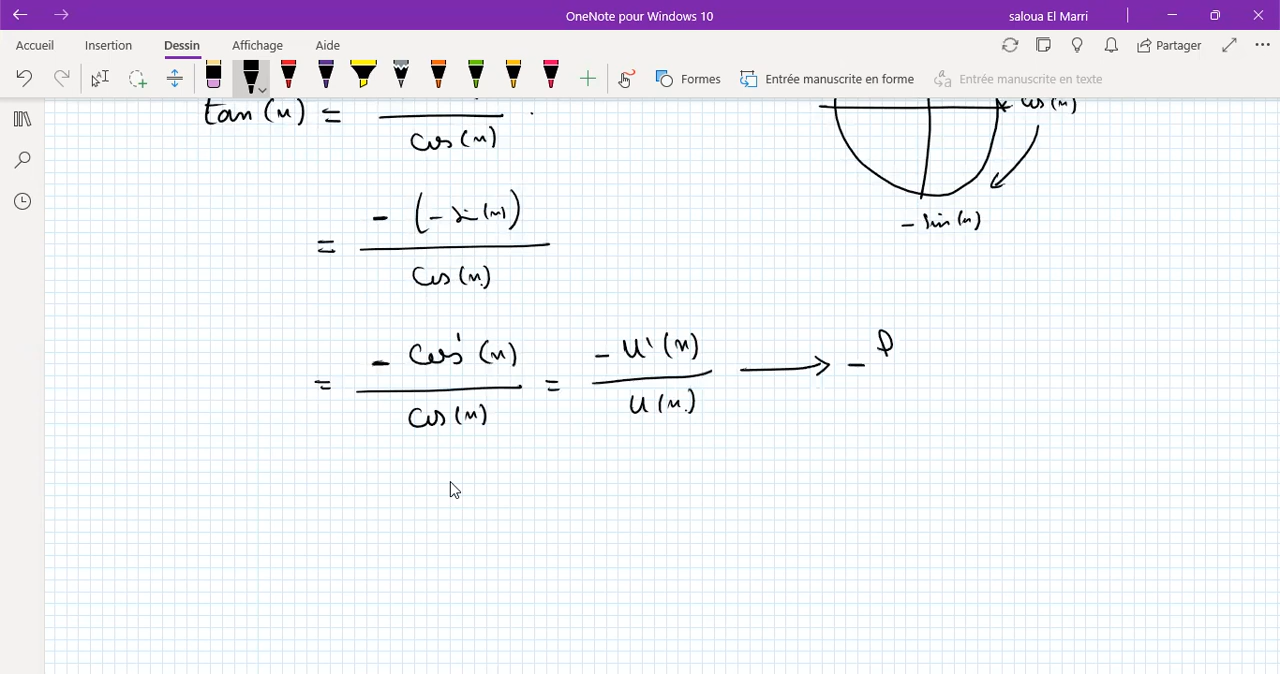 OneNote pour Windows 10
saloua El Marri
Accueil Insertion Dessin Affichage Aide
Partager
Formes Entrée manuscrite en forme Entrée manuscrite en texte
tan(x) = ─── .
cos(x)
cos(x)
= - (-sin(x))
cos(x)
- sin(x)
= - cos'(x) = - u'(x) ⟶ -
cos(x) u(x)